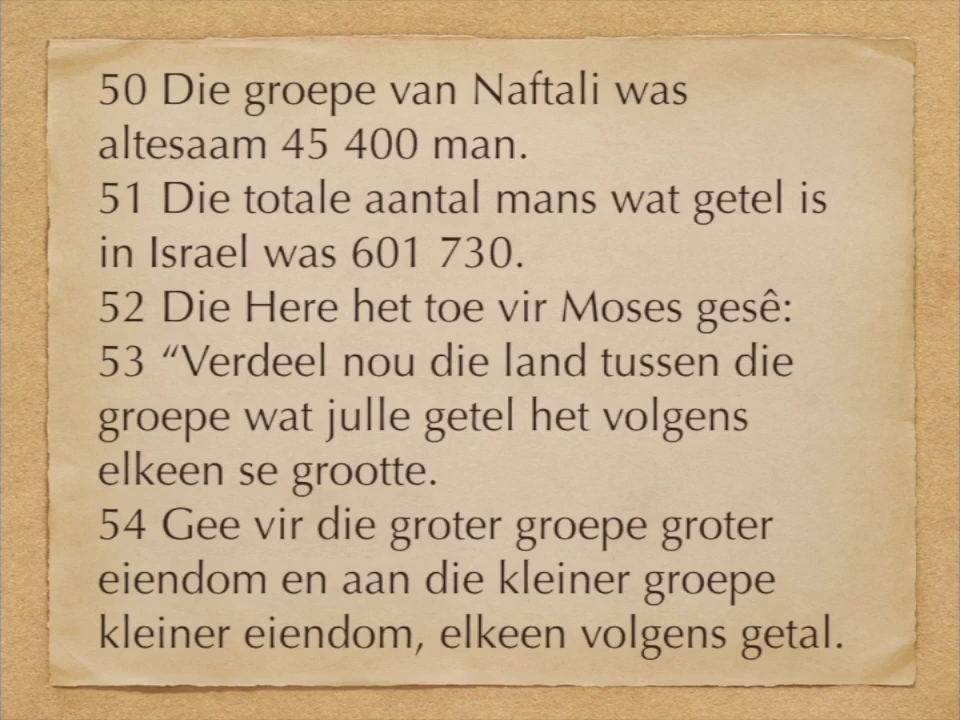 50 Die groepe van Naftali was
altesaam 45 400 man.
51 Die totale aantal mans wat getel is
in Israel was 601 730.
52 Die Here het toe vir Moses gesê:
53 “Verdeel nou die land tussen die
groepe wat julle getel het volgens
elkeen se grootte.
54 Gee vir die groter groepe groter
eiendom en aan die kleiner groepe
kleiner eiendom, elkeen volgens getal.